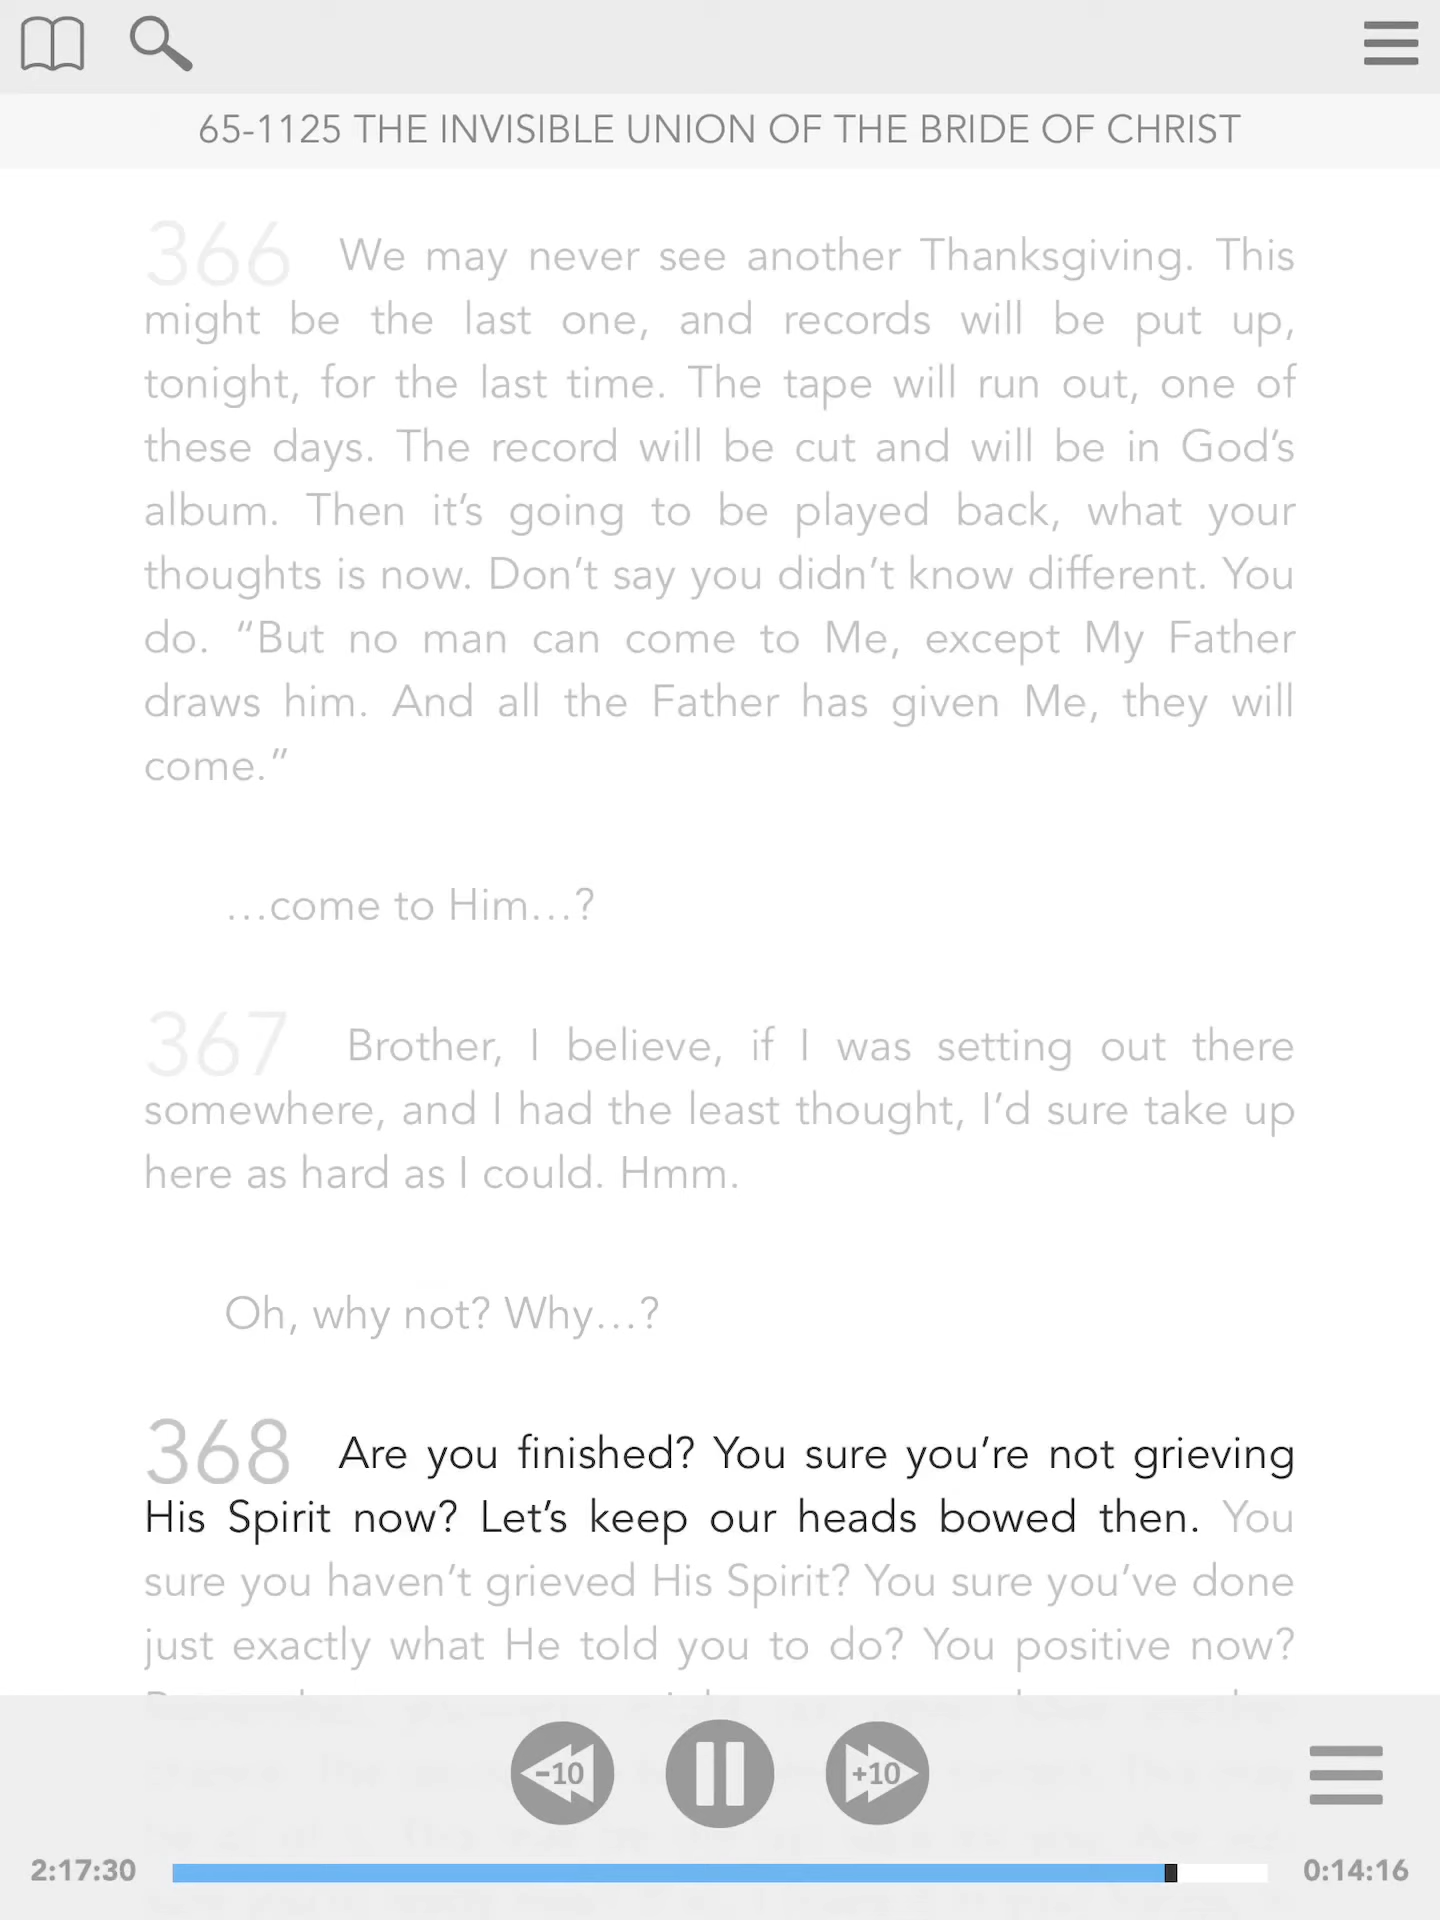 65-1125 THE INVISIBLE UNION OF THE BRIDE OF CHRIST
366 We may never see another Thanksgiving. This
might be the last one, and records will be put up,
tonight, for the last time. The tape will run out, one of
these days. The record will be cut and will be in God’s
album. Then it’s going to be played back, what your
thoughts is now. Don’t say you didn’t know different. You
do. “But no man can come to Me, except My Father
draws him. And all the Father has given Me, they will
come.”
…come to Him…?
367 Brother, I believe, if I was setting out there
somewhere, and I had the least thought, I’d sure take up
here as hard as I could. Hmm.
Oh, why not? Why…?
368 Are you finished? You sure you’re not grieving
His Spirit now? Let’s keep our heads bowed then. You
sure you haven’t grieved His Spirit? You sure you’ve done
just exactly what He told you to do? You positive now?
-10 +10
2:17:30 0:14:16